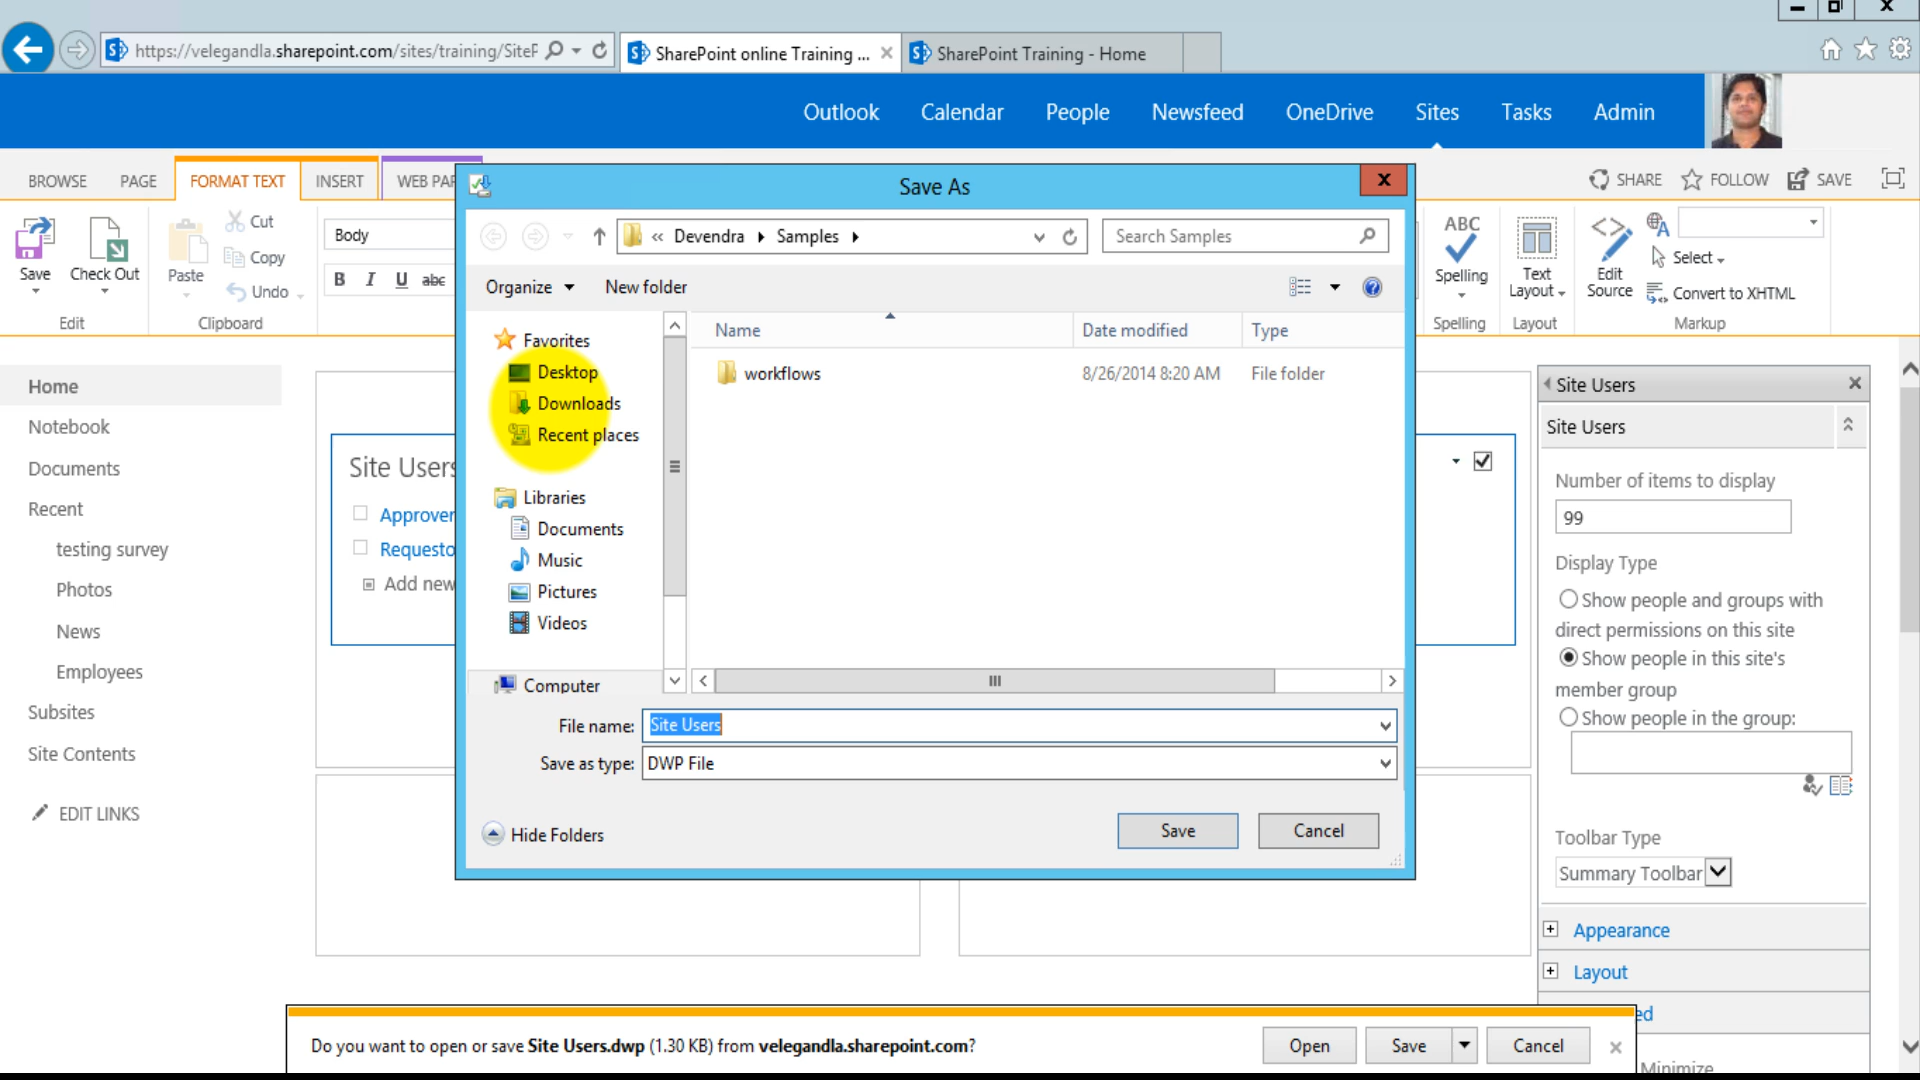 https://velegandla.sharepoint.com/sites/training/SiteP
SharePoint online Training ...
SharePoint Training - Home
Outlook
Calendar
People
Newsfeed
OneDrive
Sites
Tasks
Admin
BROWSE
PAGE
FORMAT TEXT
INSERT
WEB PAR
SHARE
FOLLOW
SAVE
Save
Check Out
Edit
Paste
Cut
Copy
Undo
Clipboard
Body
B I U abc
ABC
Spelling
Spelling
Text
Layout
Layout
Edit
Source
Select
Convert to XHTML
Markup
Home
Notebook
Documents
Recent
testing survey
Photos
News
Employees
Subsites
Site Contents
EDIT LINKS
Site Users
Approver
Requesto
Add new
Save As
« Devendra
Samples
Search Samples
Organize
New folder
Favorites
Desktop
Downloads
Recent places
Libraries
Documents
Music
Pictures
Videos
Computer
Name
Date modified
Type
workflows
8/26/2014 8:20 AM
File folder
File name:
Site Users
Save as type:
DWP File
Hide Folders
Save
Cancel
Site Users
Site Users
Number of items to display
99
Display Type
Show people and groups with
direct permissions on this site
Show people in this site's
member group
Show people in the group:
Toolbar Type
Summary Toolbar
Appearance
Layout
ed
Minimize
Do you want to open or save Site Users.dwp (1.30 KB) from velegandla.sharepoint.com?
Open
Save
Cancel